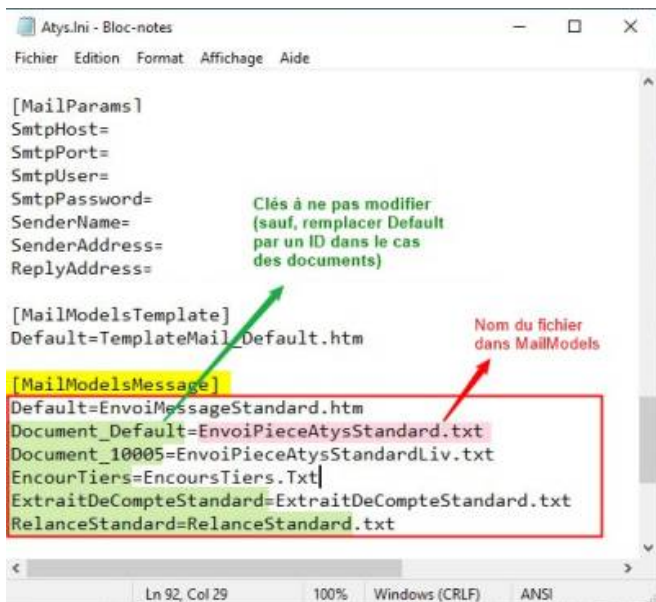 Atys.Ini - Bloc-notes
Fichier Edition Format Affichage Aide
[MailParams]
SmtpHost=
SmtpPort=
SmtpUser=
SmtpPassword=
SenderName=
SenderAddress=
ReplyAddress=
Clés à ne pas modifier
(sauf, remplacer Default
par un ID dans le cas
des documents)
[MailModelsTemplate]
Default=TemplateMail_Default.htm
Nom du fichier
dans MailModels
[MailModelsMessage]
Default=EnvoiMessageStandard.htm
Document_Default=EnvoiPieceAtysStandard.txt
Document_10005=EnvoiPieceAtysStandardLiv.txt
EncourTiers=EncoursTiers.Txt
ExtraitDeCompteStandard=ExtraitDeCompteStandard.txt
RelanceStandard=RelanceStandard.txt
Ln 92, Col 29 100% Windows (CRLF) ANSI